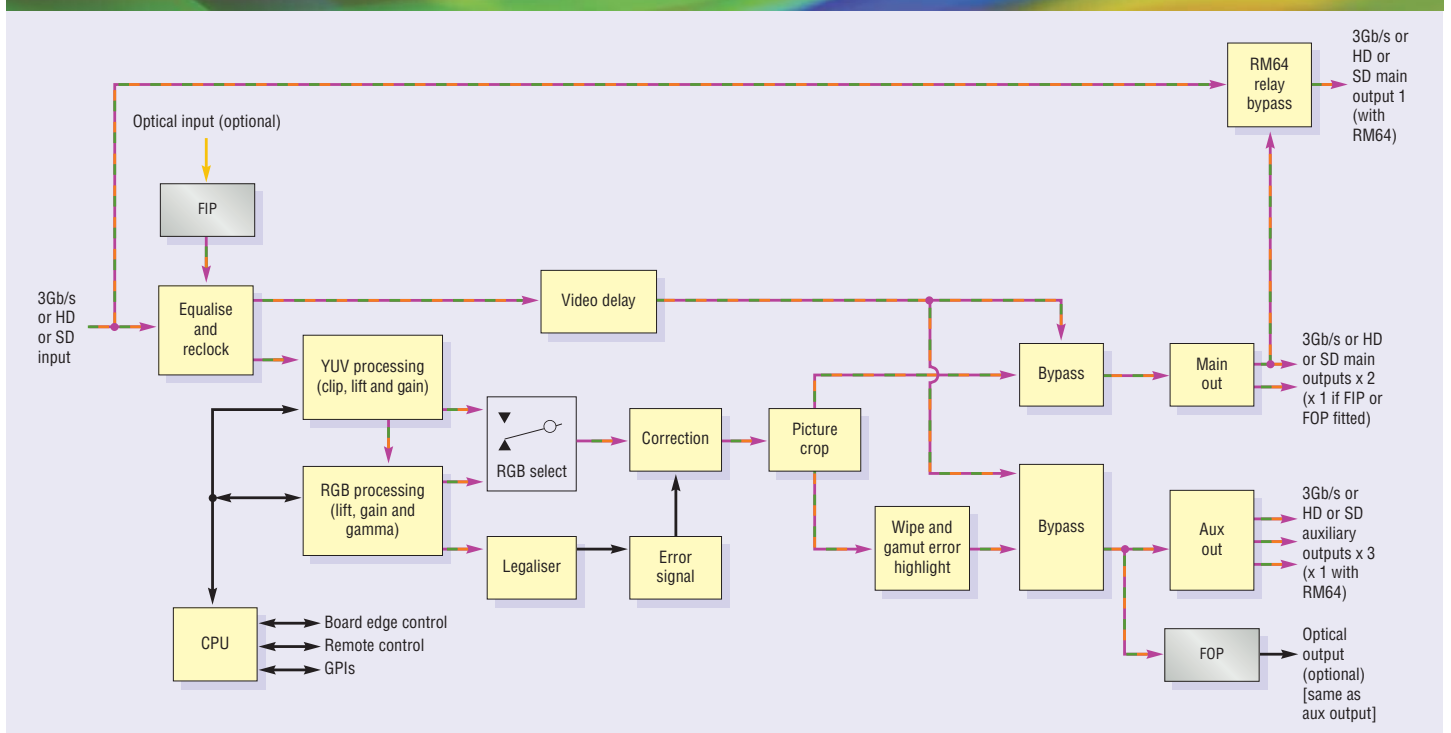 3Gb/s or
HD or
SD main
output 1
(with
RM64)
RM64
relay
bypass
Optical input (optional)
FIP
3Gb/s
or HD
or SD
input
Equalise
and
reclock
Video delay
YUV processing
(clip, lift and gain)
RGB processing
(lift, gain and
gamma)
RGB select
Correction
Picture
crop
Bypass
Main
out
3Gb/s or HD
or SD main
outputs x 2
(x 1 if FIP or
FOP fitted)
Legaliser
Error
signal
Wipe and
gamut error
highlight
Bypass
Aux
out
3Gb/s or
HD or SD
auxiliary
outputs x 3
(x 1 with
RM64)
CPU
Board edge control
Remote control
GPIs
FOP
Optical
output
(optional)
[same as
aux output]